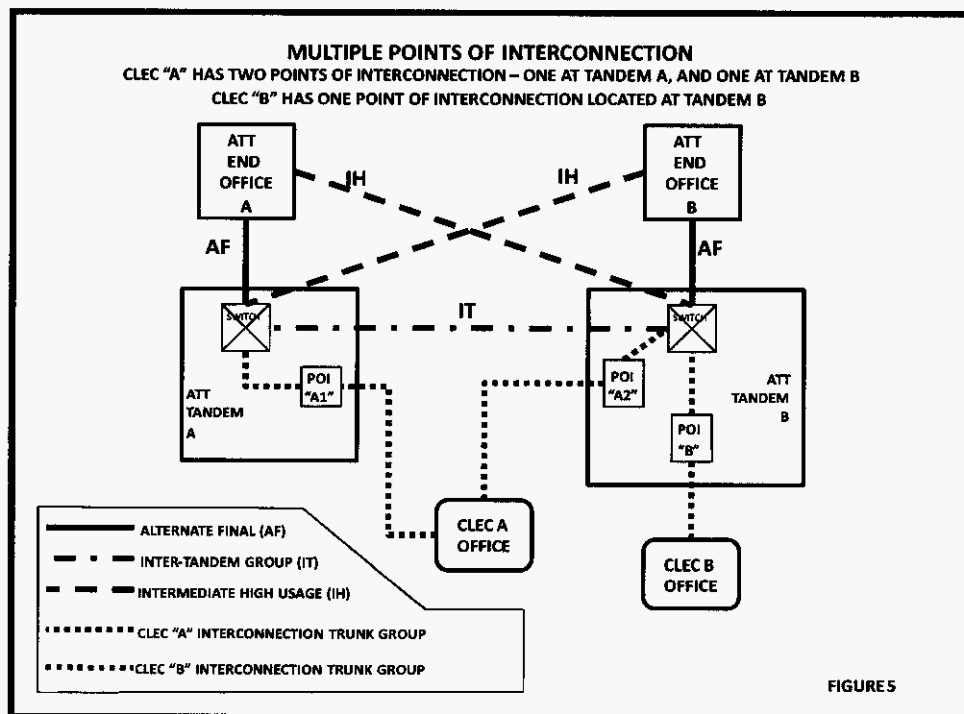 MULTIPLE POINTS OF INTERCONNECTION
CLEC "A" HAS TWO POINTS OF INTERCONNECTION – ONE AT TANDEM A, AND ONE AT TANDEM B
CLEC "B" HAS ONE POINT OF INTERCONNECTION LOCATED AT TANDEM B
ATT
END
OFFICE
A
IH
IH
ATT
END
OFFICE
B
AF
AF
SWITCH
IT
SWITCH
POI
"A1"
ATT
TANDEM
A
POI
"A2"
ATT
TANDEM
B
POI
"B"
CLEC A
OFFICE
CLEC B
OFFICE
ALTERNATE FINAL (AF)
INTER-TANDEM GROUP (IT)
INTERMEDIATE HIGH USAGE (IH)
CLEC "A" INTERCONNECTION TRUNK GROUP
CLEC "B" INTERCONNECTION TRUNK GROUP
FIGURE 5